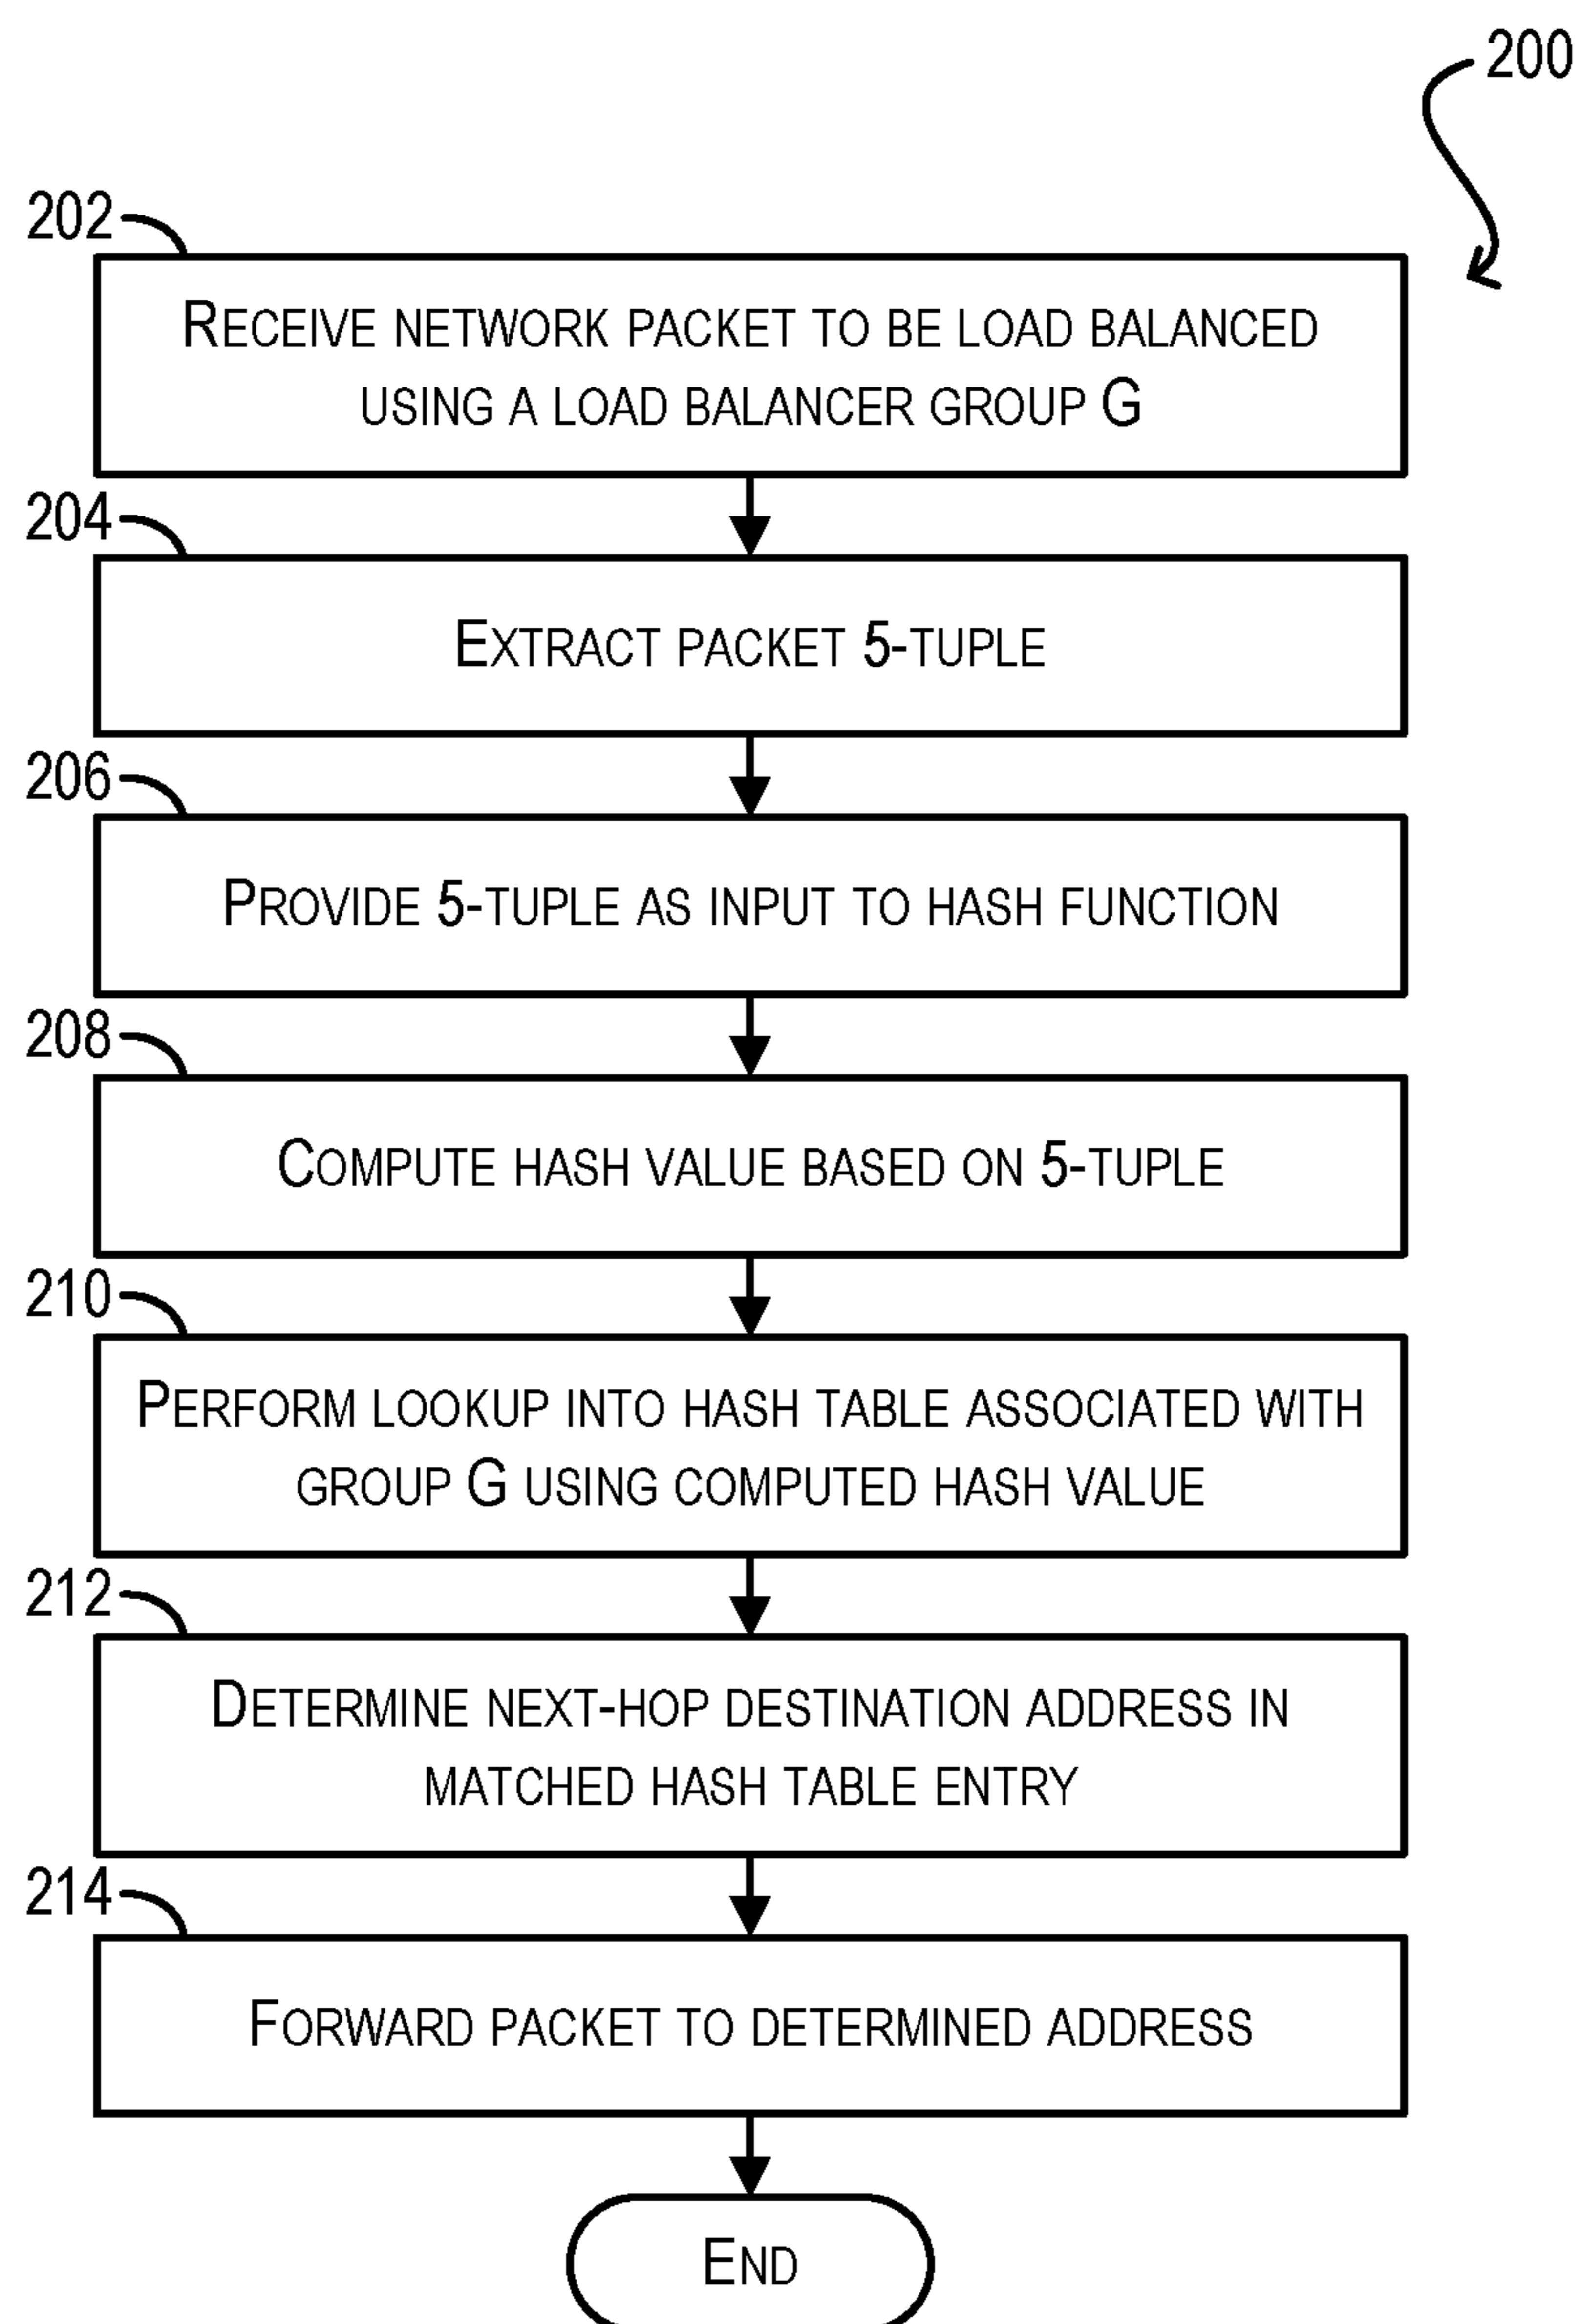 200
202
RECEIVE NETWORK PACKET TO BE LOAD BALANCED
USING A LOAD BALANCER GROUP G
204
EXTRACT PACKET 5-TUPLE
206
PROVIDE 5-TUPLE AS INPUT TO HASH FUNCTION
208
COMPUTE HASH VALUE BASED ON 5-TUPLE
210
PERFORM LOOKUP INTO HASH TABLE ASSOCIATED WITH
GROUP G USING COMPUTED HASH VALUE
212
DETERMINE NEXT-HOP DESTINATION ADDRESS IN
MATCHED HASH TABLE ENTRY
214
FORWARD PACKET TO DETERMINED ADDRESS
END